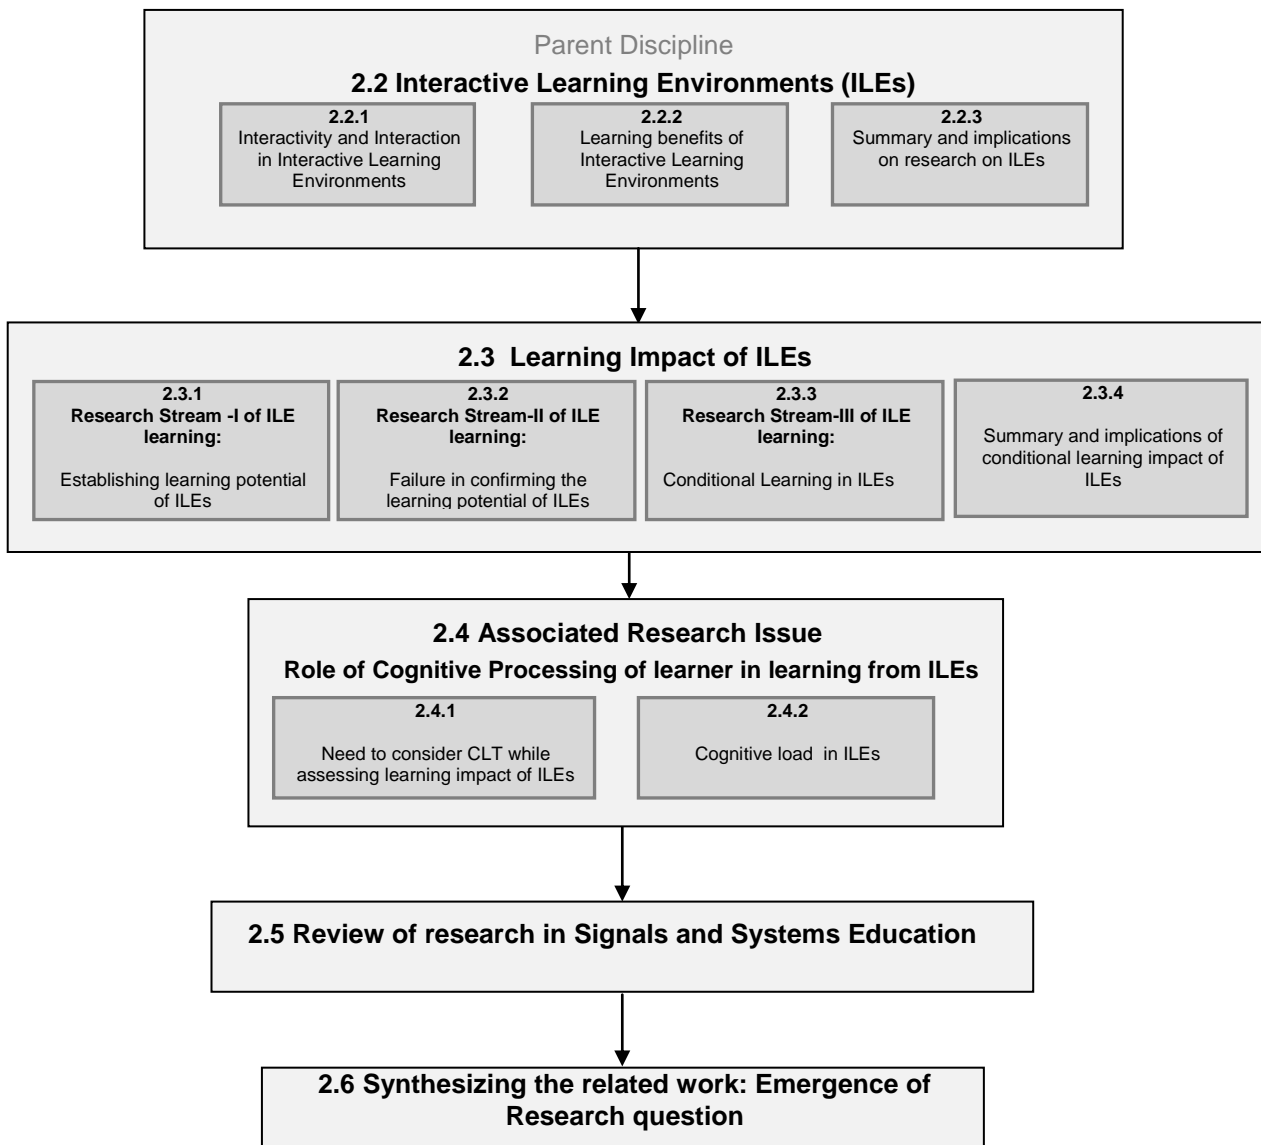 Parent Discipline
2.2 Interactive Learning Environments (ILEs)
2.2.1
Interactivity and Interaction
in Interactive Learning
Environments
2.2.2
Learning benefits of
Interactive Learning
Environments
2.2.3
Summary and implications
on research on ILEs
2.3 Learning Impact of ILEs
2.3.1
Research Stream -I of ILE
learning:
Establishing learning potential
of ILEs
2.3.2
Research Stream-II of ILE
learning:
Failure in confirming the
learning potential of ILEs
2.3.3
Research Stream-III of ILE
learning:
Conditional Learning in ILEs
2.3.4
Summary and implications of
conditional learning impact of
ILEs
2.4 Associated Research Issue
Role of Cognitive Processing of learner in learning from ILEs
2.4.1
Need to consider CLT while
assessing learning impact of ILEs
2.4.2
Cognitive load in ILEs
2.5 Review of research in Signals and Systems Education
2.6 Synthesizing the related work: Emergence of
Research question